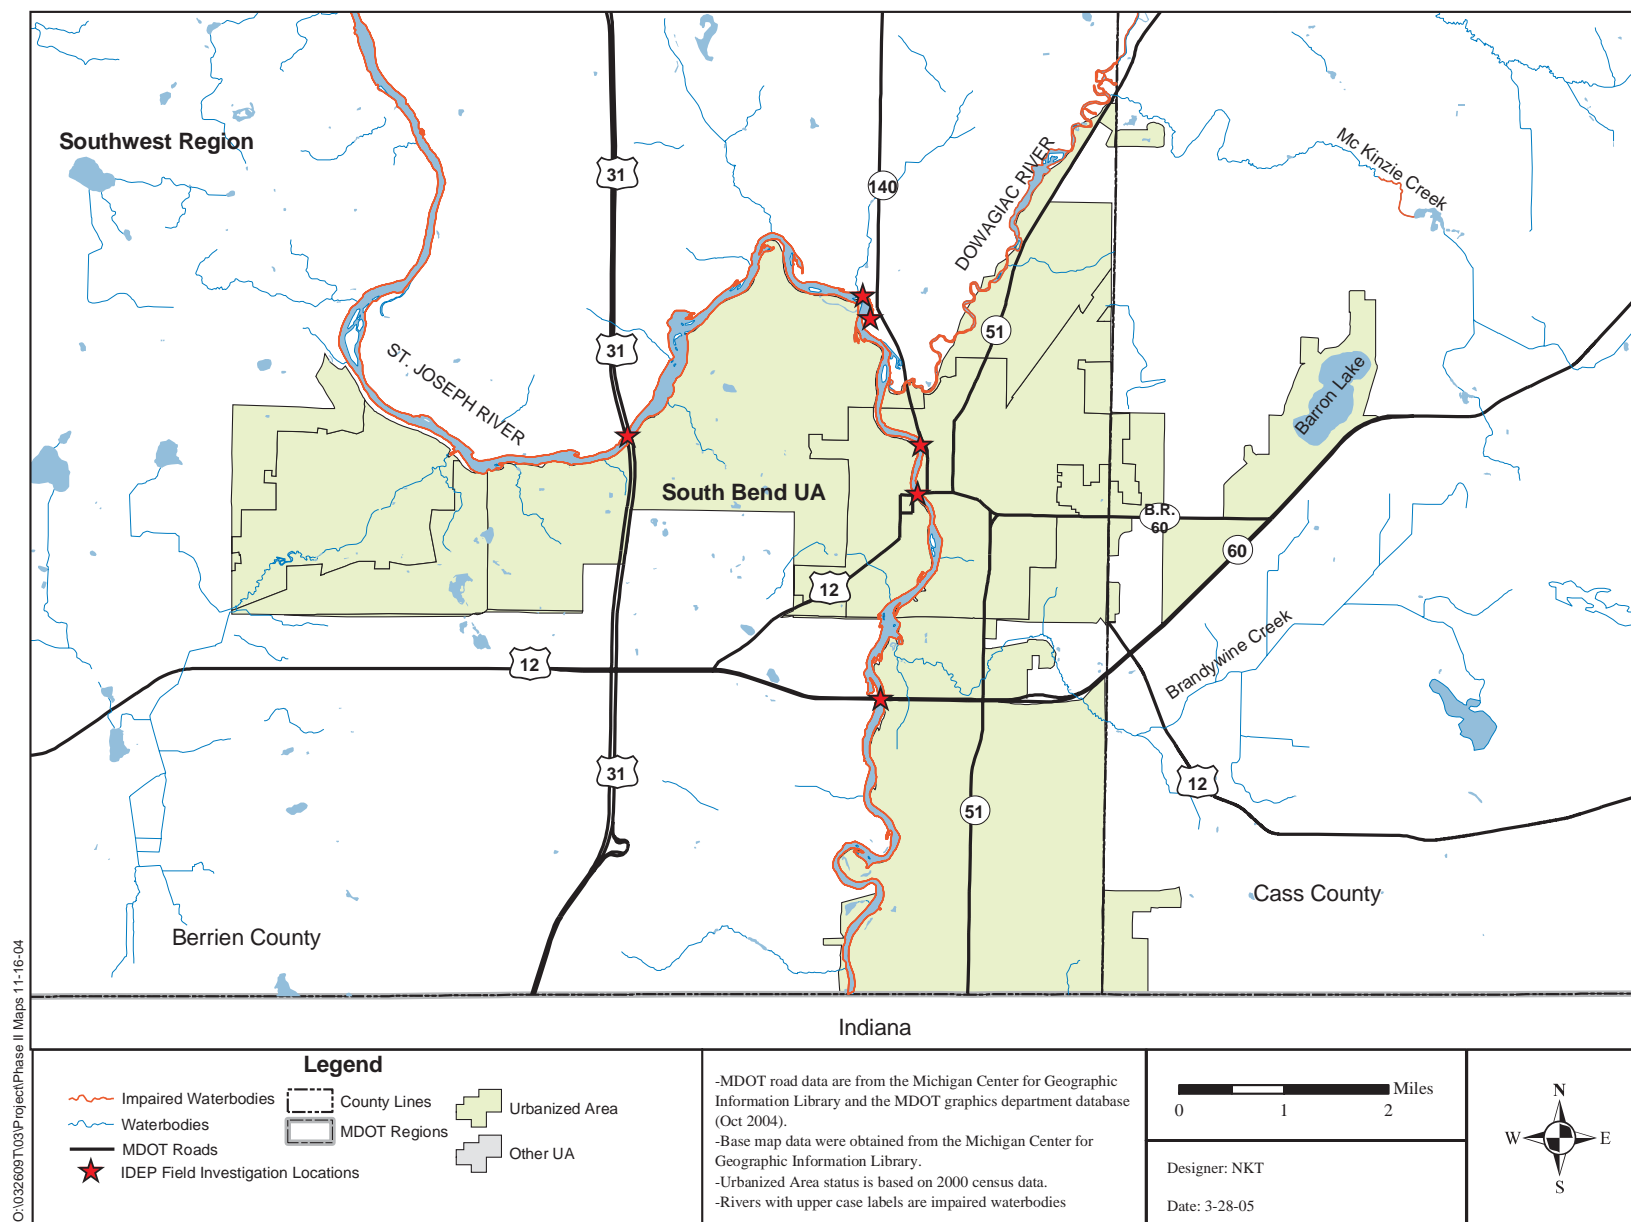 Southwest Region
31
140
DOWAGIAC RIVER
Mc Kinzie Creek
31
51
ST. JOSEPH RIVER
Barron Lake
South Bend UA
B.R.
60
60
12
12
Brandywine Creek
31
12
51
Cass County
Berrien County
Indiana
O:\032609T\03\Project\Phase II Maps 11-16-04
Legend
Impaired Waterbodies
Waterbodies
MDOT Roads
IDEP Field Investigation Locations
County Lines
MDOT Regions
Urbanized Area
Other UA
-MDOT road data are from the Michigan Center for Geographic
Information Library and the MDOT graphics department database
(Oct 2004).
-Base map data were obtained from the Michigan Center for
Geographic Information Library.
-Urbanized Area status is based on 2000 census data.
-Rivers with upper case labels are impaired waterbodies
Miles
0 1 2
Designer: NKT
Date: 3-28-05
N
W E
S